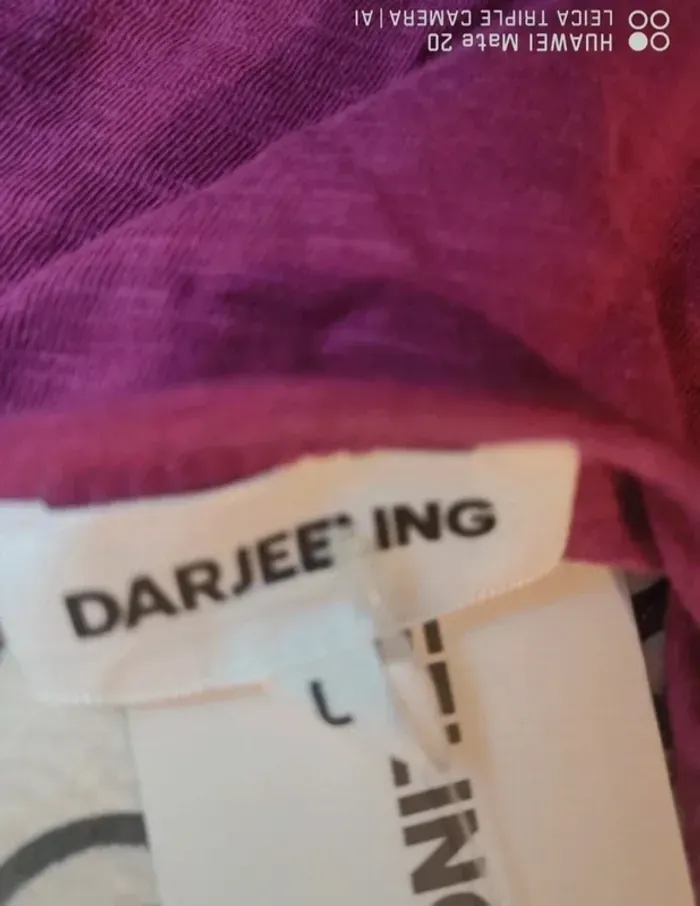 HUAWEI Mate 20
LEICA TRIPLE CAMERA | AI
DARJEELING
L